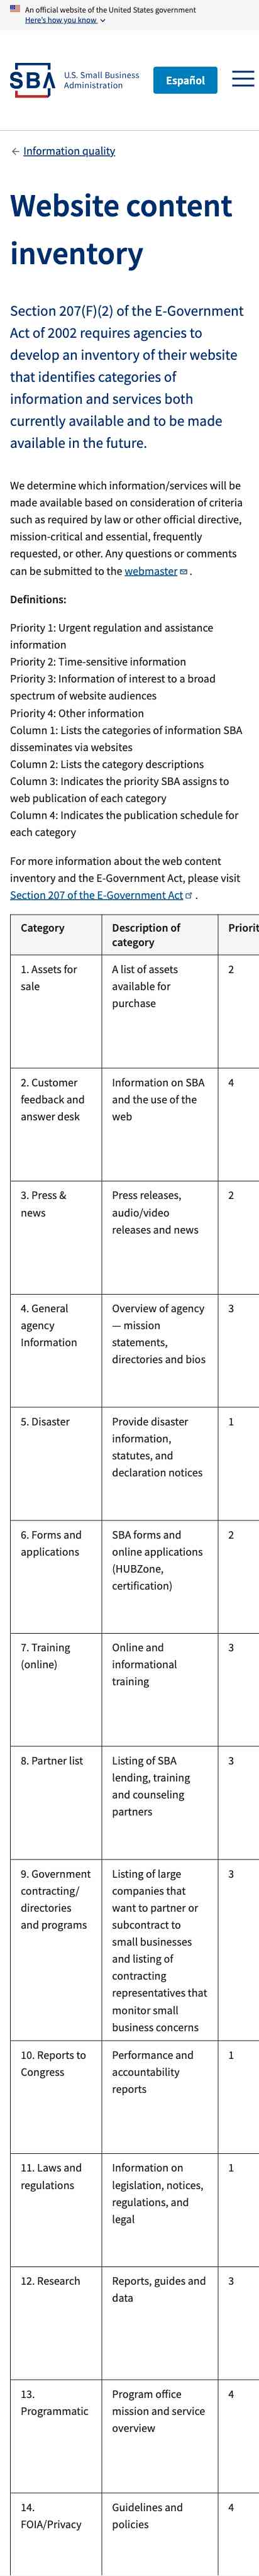 An official website of the United States government
Here's how you know
SBA
U.S. Small Business
Administration
Español
Information quality
Website content
inventory
Section 207(F)(2) of the E-Government
Act of 2002 requires agencies to
develop an inventory of their website
that identifies categories of
information and services both
currently available and to be made
available in the future.
We determine which information/services will be
made available based on consideration of criteria
such as required by law or other official directive,
mission-critical and essential, frequently
requested, or other. Any questions or comments
can be submitted to the webmaster .
Definitions:
Priority 1: Urgent regulation and assistance
information
Priority 2: Time-sensitive information
Priority 3: Information of interest to a broad
spectrum of website audiences
Priority 4: Other information
Column 1: Lists the categories of information SBA
disseminates via websites
Column 2: Lists the category descriptions
Column 3: Indicates the priority SBA assigns to
web publication of each category
Column 4: Indicates the publication schedule for
each category
For more information about the web content
inventory and the E-Government Act, please visit
Section 207 of the E-Government Act .
Category
Description of
category
Priorit
1. Assets for
sale
A list of assets
available for
purchase
2
2. Customer
feedback and
answer desk
Information on SBA
and the use of the
web
4
3. Press &
news
Press releases,
audio/video
releases and news
2
4. General
agency
Information
Overview of agency
— mission
statements,
directories and bios
3
5. Disaster
Provide disaster
information,
statutes, and
declaration notices
1
6. Forms and
applications
SBA forms and
online applications
(HUBZone,
certification)
2
7. Training
(online)
Online and
informational
training
3
8. Partner list
Listing of SBA
lending, training
and counseling
partners
3
9. Government
contracting/
directories
and programs
Listing of large
companies that
want to partner or
subcontract to
small businesses
and listing of
contracting
representatives that
monitor small
business concerns
3
10. Reports to
Congress
Performance and
accountability
reports
1
11. Laws and
regulations
Information on
legislation, notices,
regulations, and
legal
1
12. Research
Reports, guides and
data
3
13.
Programmatic
Program office
mission and service
overview
4
14.
FOIA/Privacy
Guidelines and
policies
4